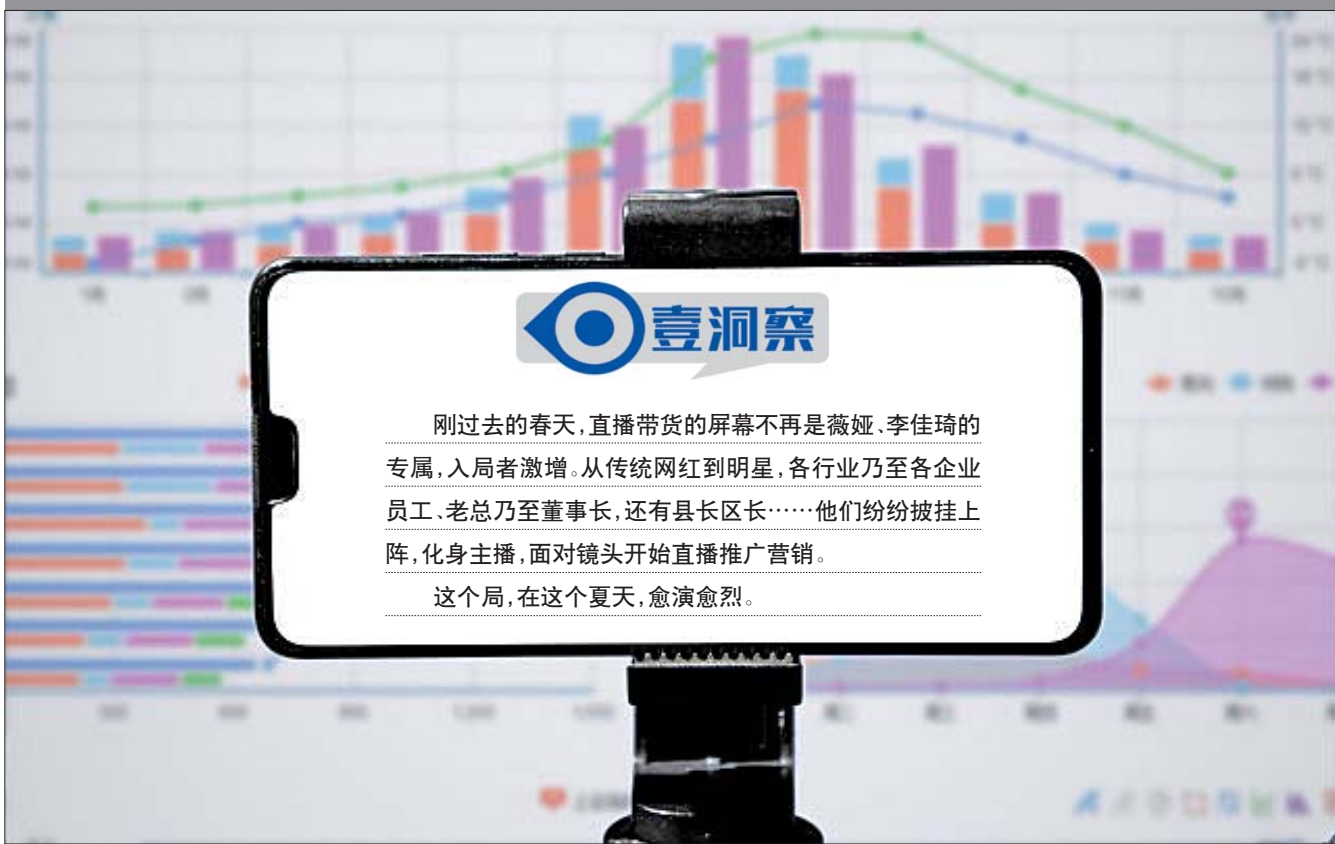 壹洞察
刚过去的春天,直播带货的屏幕不再是薇娅、李佳琦的
专属,入局者激增。从传统网红到明星,各行业乃至各企业
员工、老总乃至董事长,还有县长区长……他们纷纷披挂上
阵,化身主播,面对镜头开始直播推广营销。
这个局,在这个夏天,愈演愈烈。